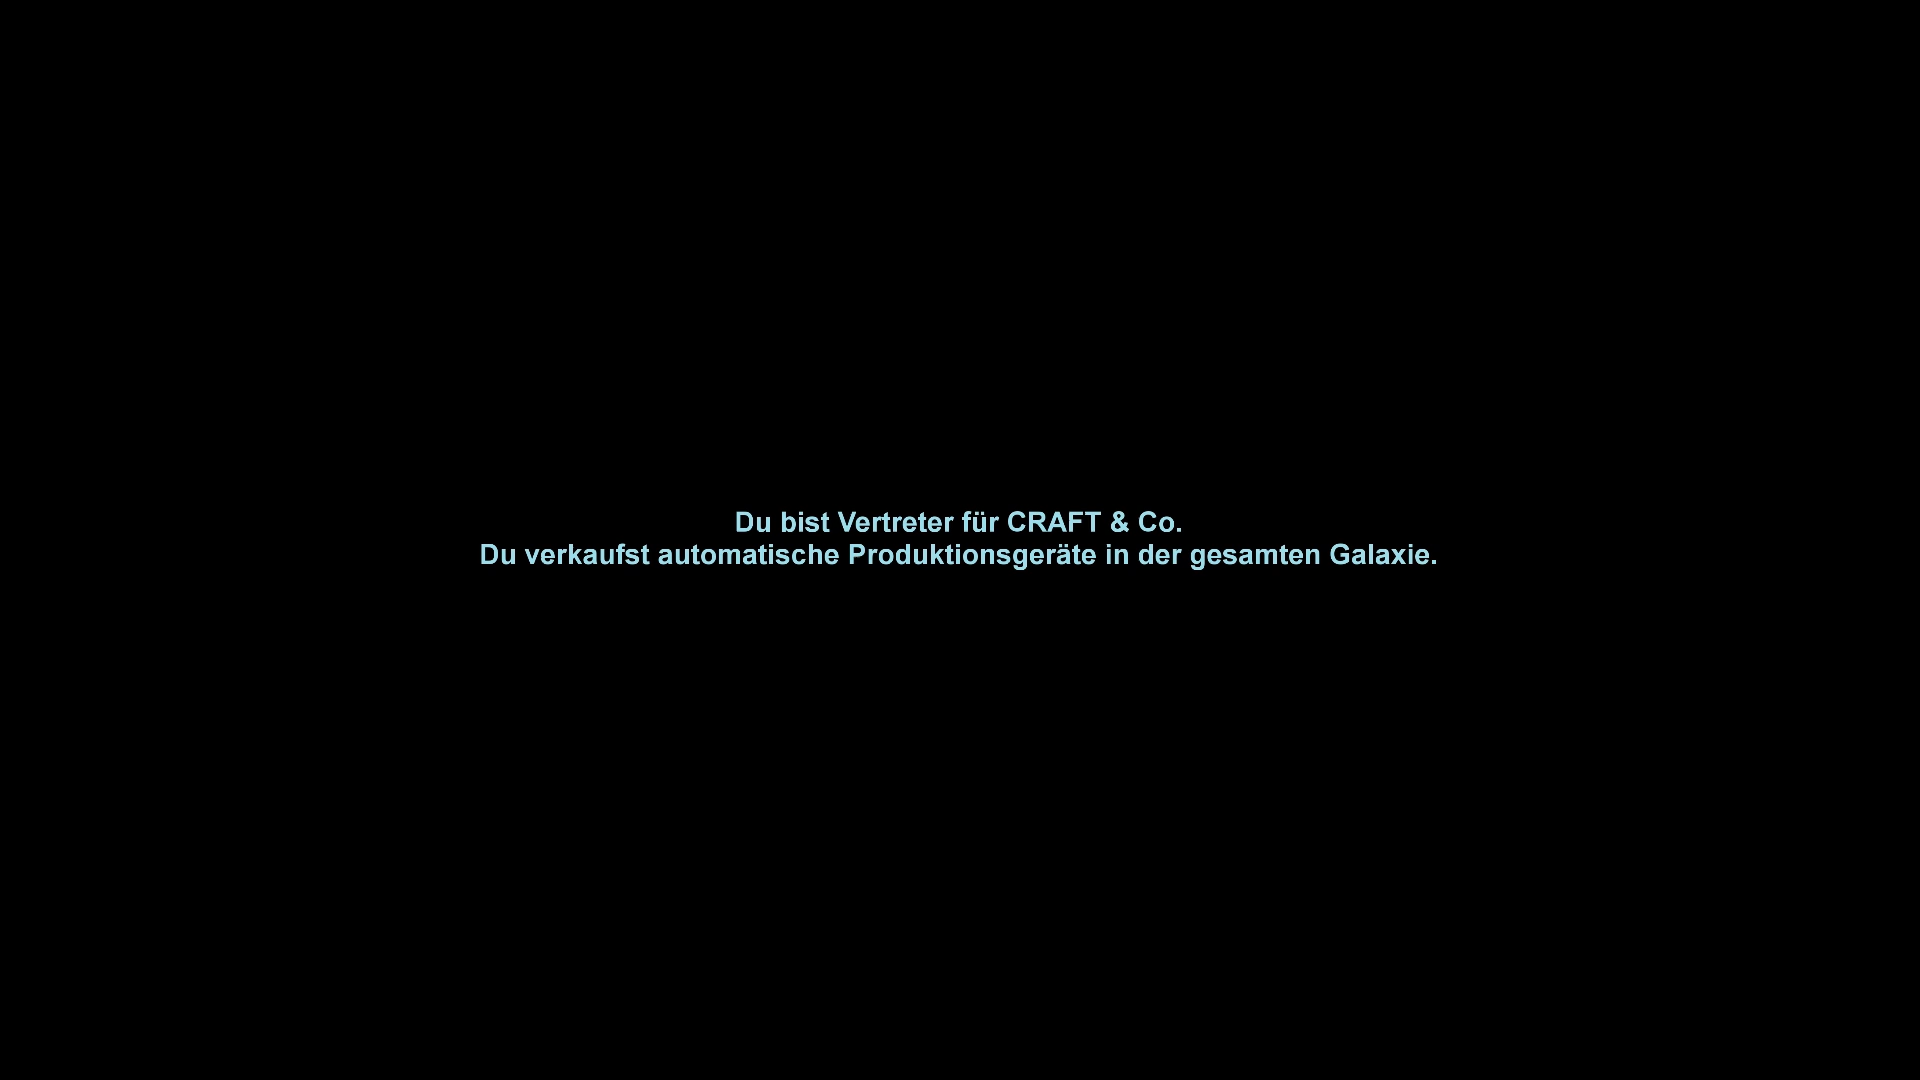 Du bist Vertreter für CRAFT & Co.
Du verkaufst automatische Produktionsgeräte in der gesamten Galaxie.